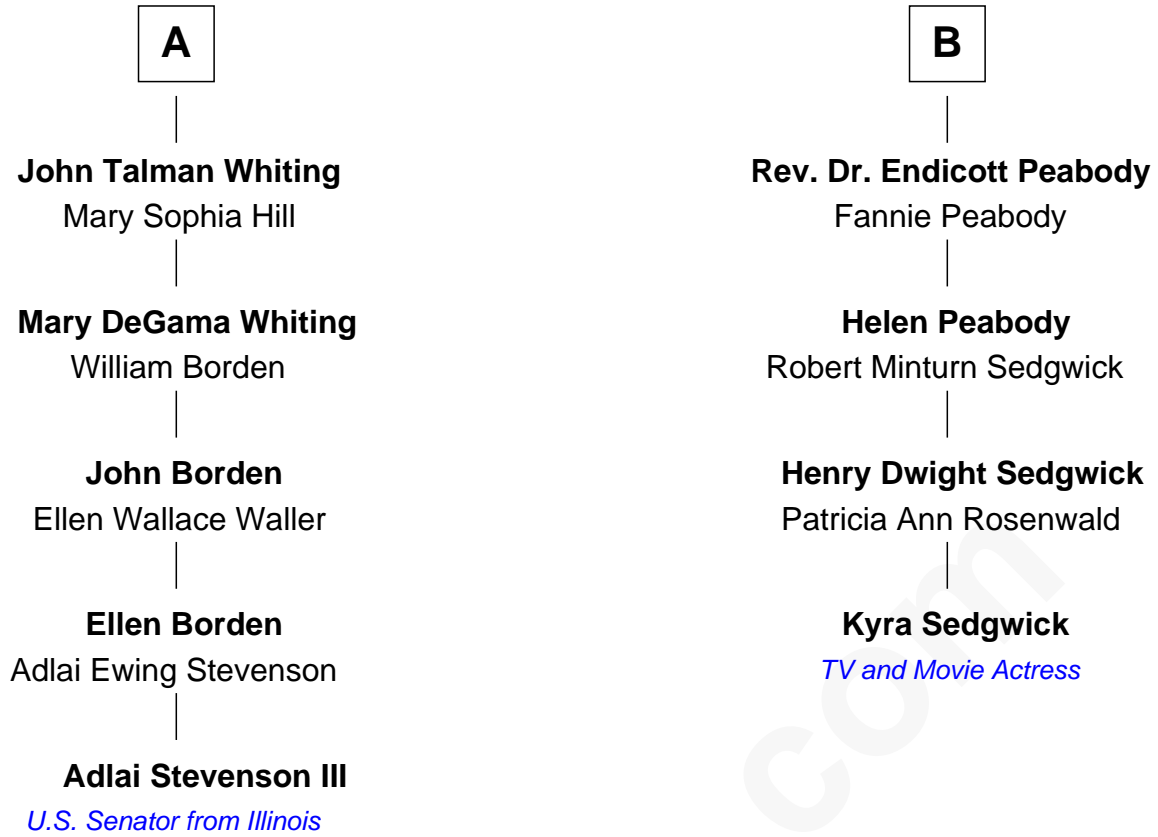 A
John Talman Whiting
Mary Sophia Hill
Mary DeGama Whiting
William Borden
John Borden
Ellen Wallace Waller
Ellen Borden
Adlai Ewing Stevenson
Adlai Stevenson III
U.S. Senator from Illinois
B
Rev. Dr. Endicott Peabody
Fannie Peabody
Helen Peabody
Robert Minturn Sedgwick
Henry Dwight Sedgwick
Patricia Ann Rosenwald
Kyra Sedgwick
TV and Movie Actress
com